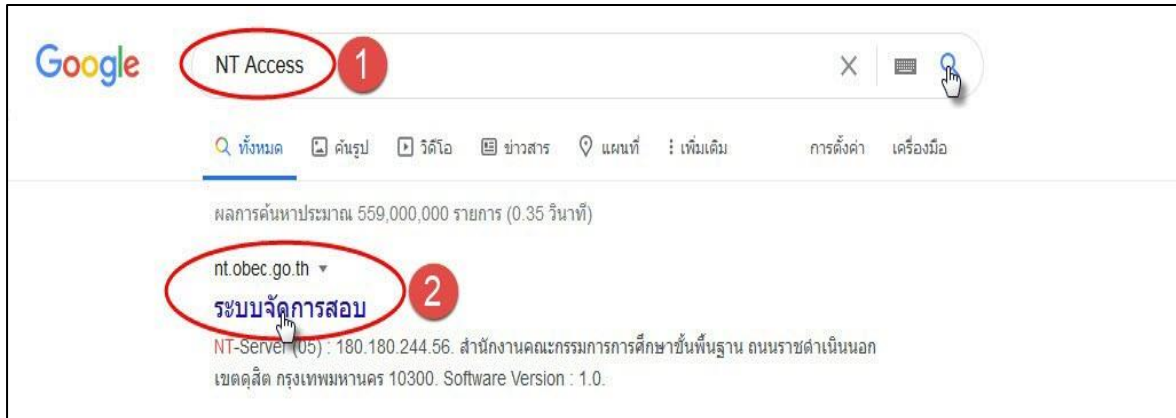 Google NT Access 1
ทั้งหมด ค้นรูป วิดีโอ ข่าวสาร แผนที่ เพิ่มเติม การตั้งค่า เครื่องมือ
ผลการค้นหาประมาณ 559,000,000 รายการ (0.35 วินาที)
nt.obec.go.th
ระบบจัดการสอบ 2
NT-Server (05) : 180.180.244.56. สำนักงานคณะกรรมการการศึกษาขั้นพื้นฐาน ถนนราชดำเนินนอก
เขตดุสิต กรุงเทพมหานคร 10300. Software Version : 1.0.